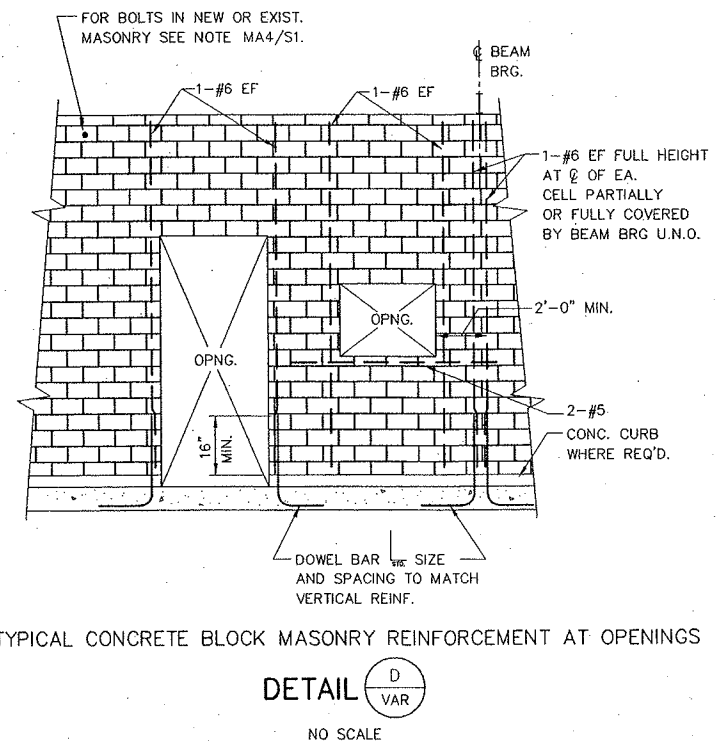 FOR BOLTS IN NEW OR EXIST.
MASONRY SEE NOTE MA4/S1.
℄ BEAM
BRG.
1-#6 EF
1-#6 EF
1-#6 EF FULL HEIGHT
AT ℄ OF EA.
CELL PARTIALLY
OR FULLY COVERED
BY BEAM BRG U.N.O.
2'-0" MIN.
OPNG.
OPNG.
2-#5
16"
MIN.
CONC. CURB
WHERE REQ'D.
DOWEL BAR STD. SIZE
AND SPACING TO MATCH
VERTICAL REINF.
TYPICAL CONCRETE BLOCK MASONRY REINFORCEMENT AT OPENINGS
DETAIL D
VAR
NO SCALE